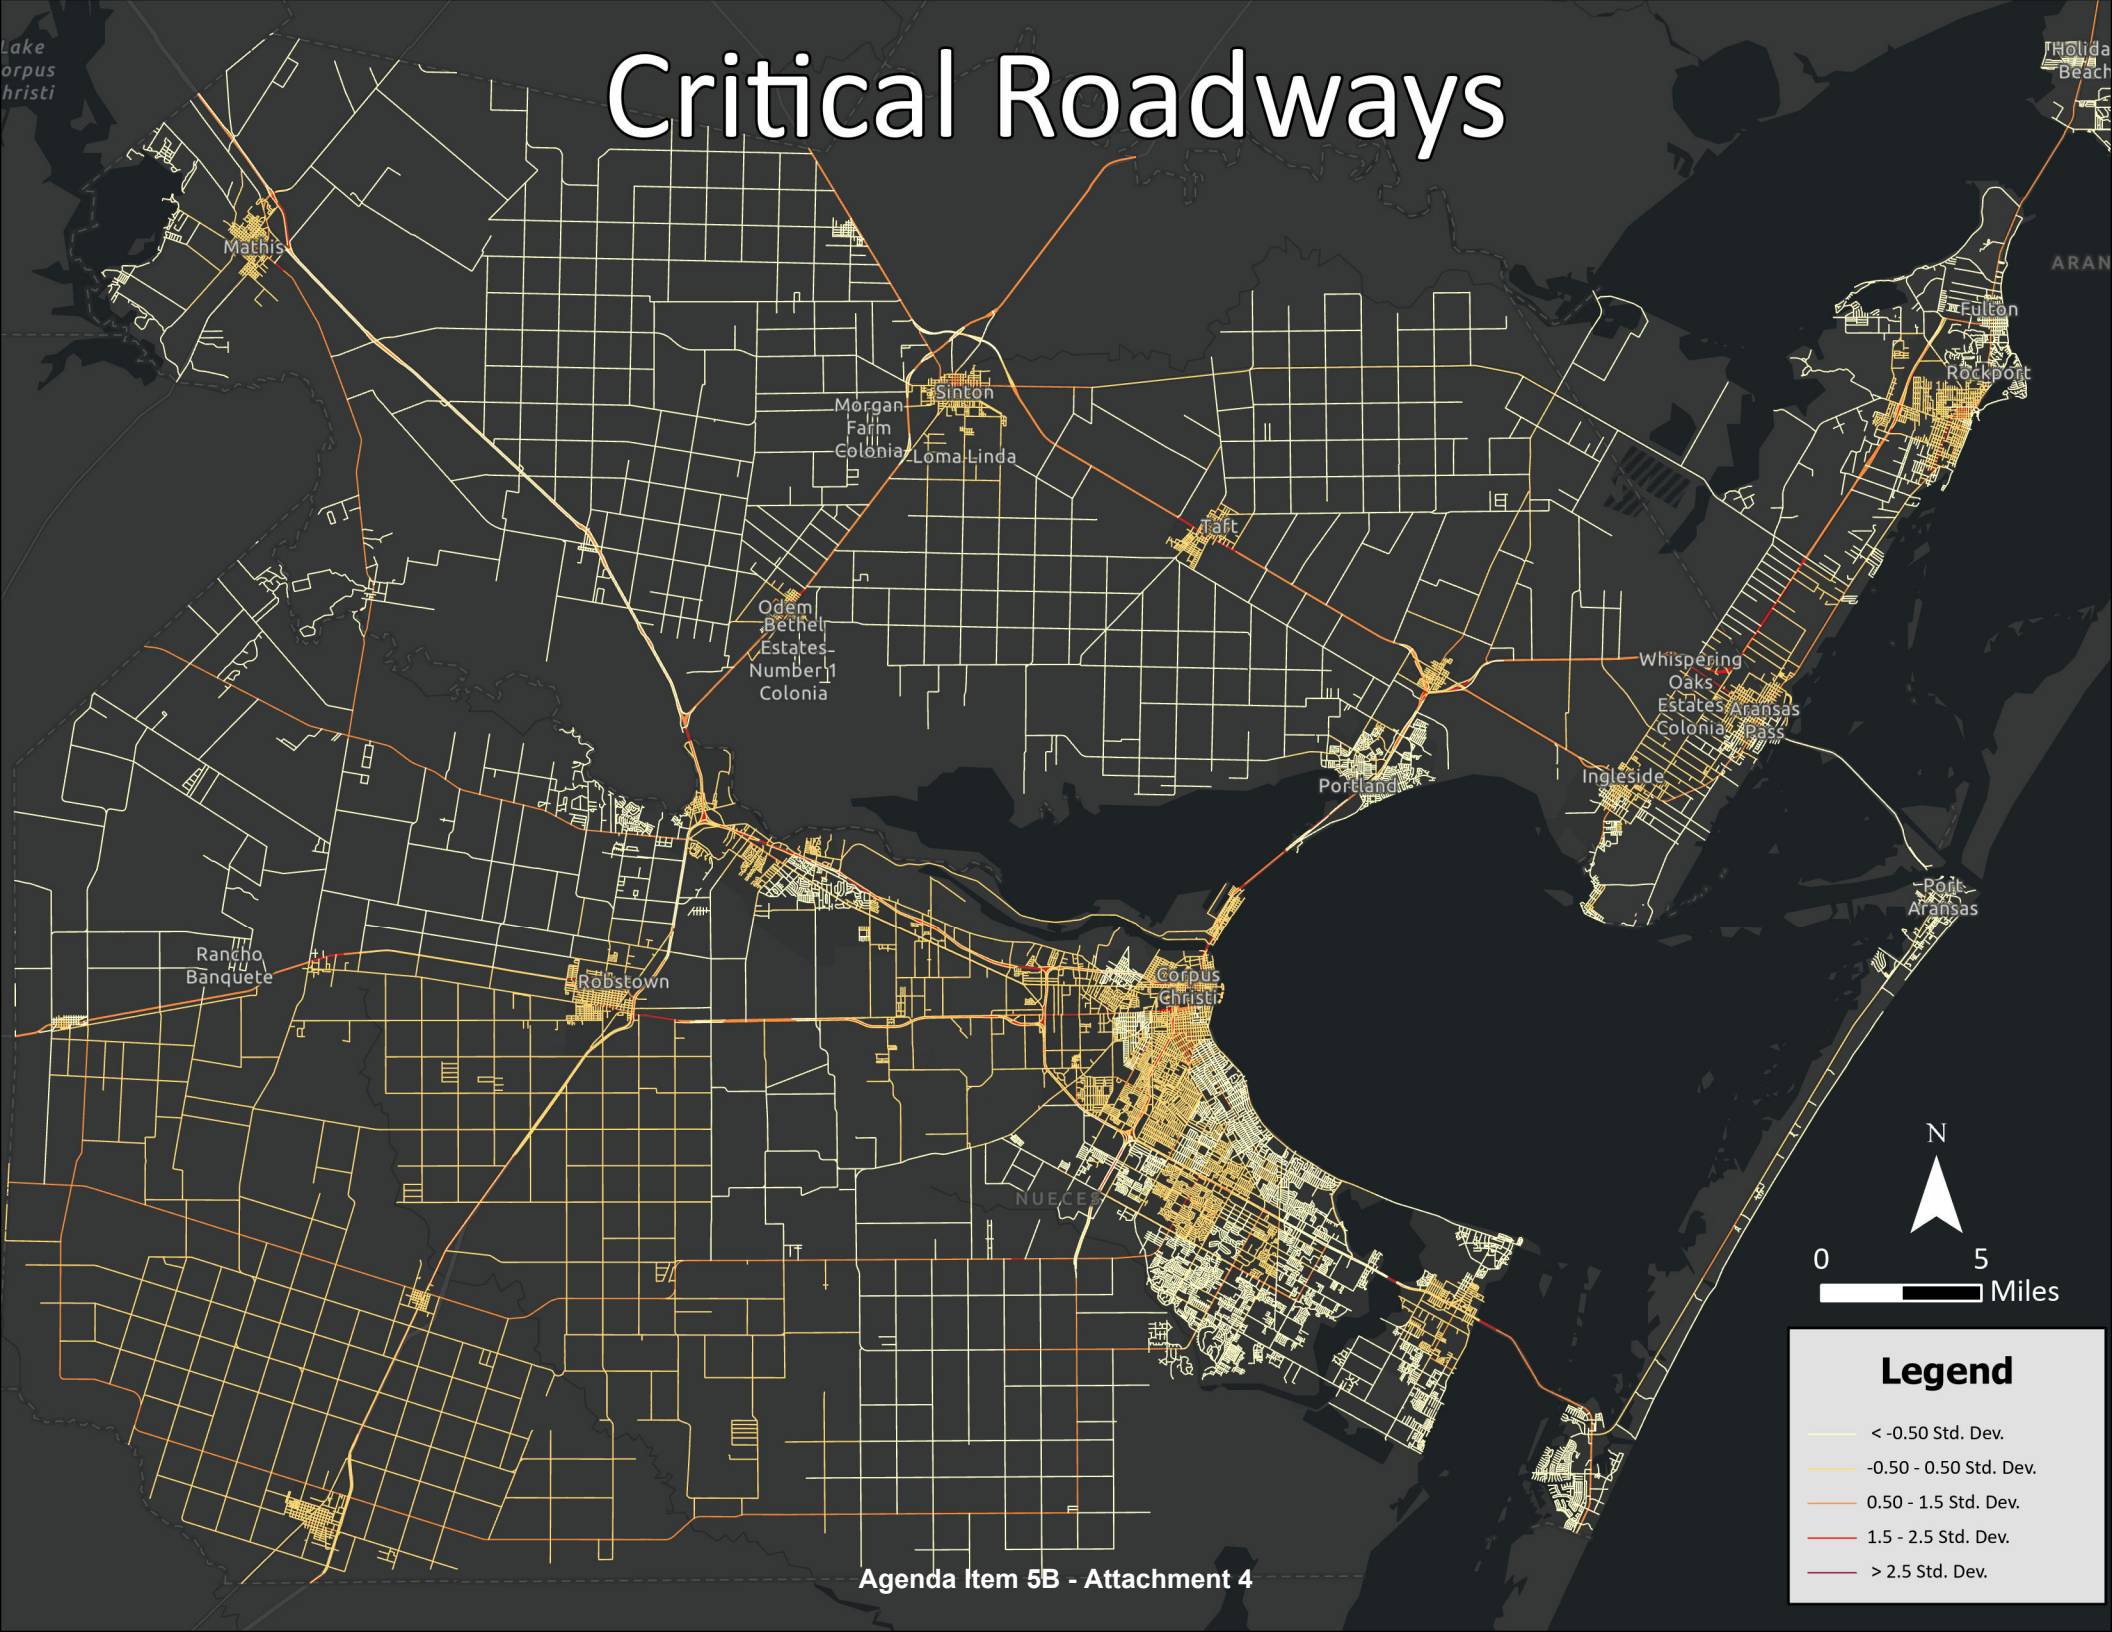 Critical Roadways
Lake
orpus
hristi
Holida
Beach
ARAN
Mathis
Fulton
Rockport
Sinton
Morgan
Farm
Colonia
Loma Linda
Taft
Odem
Bethel
Estates
Number 1
Colonia
Whispering
Oaks
Estates
Colonia
Aransas
Pass
Ingleside
Portland
Port
Aransas
Rancho
Banquete
Robstown
Corpus
Christi
NUECES
N
0 5
Miles
Legend
< -0.50 Std. Dev.
-0.50 - 0.50 Std. Dev.
0.50 - 1.5 Std. Dev.
1.5 - 2.5 Std. Dev.
> 2.5 Std. Dev.
Agenda Item 5B - Attachment 4